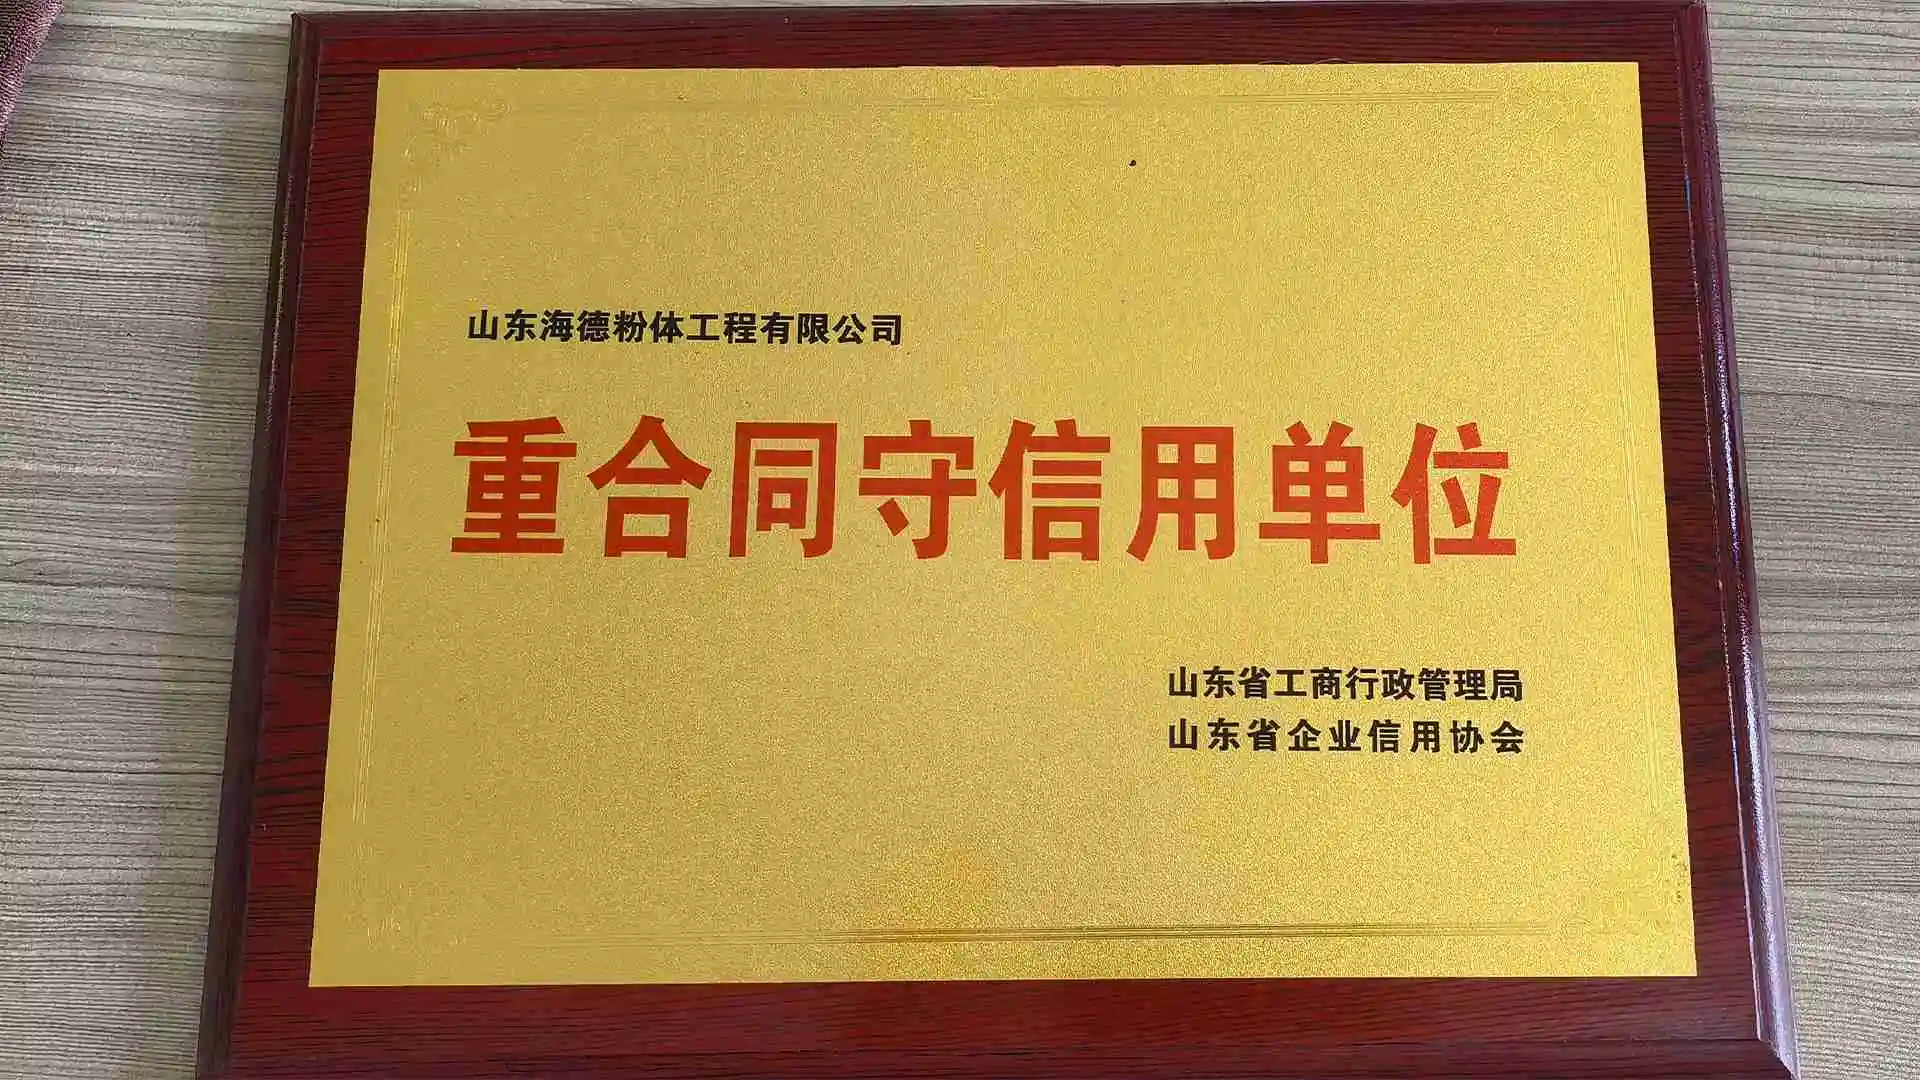 山东海德粉体工程有限公司
重合同守信用单位
山东省工商行政管理局
山东省企业信用协会